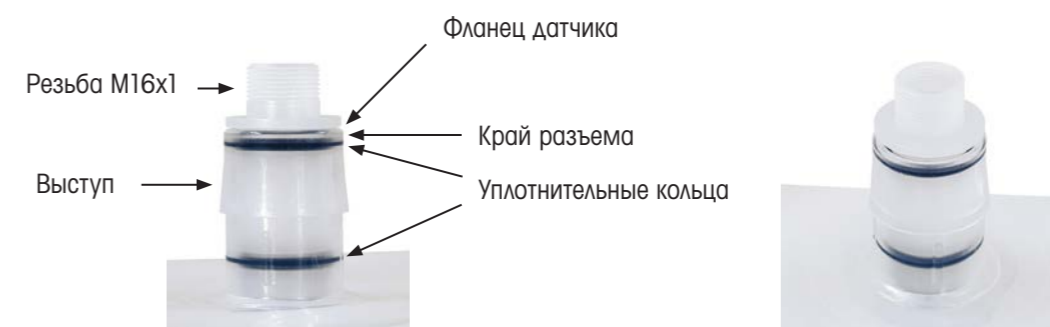 Фланец датчика
Резьба M16x1
Край разъема
Выступ
Уплотнительные кольца